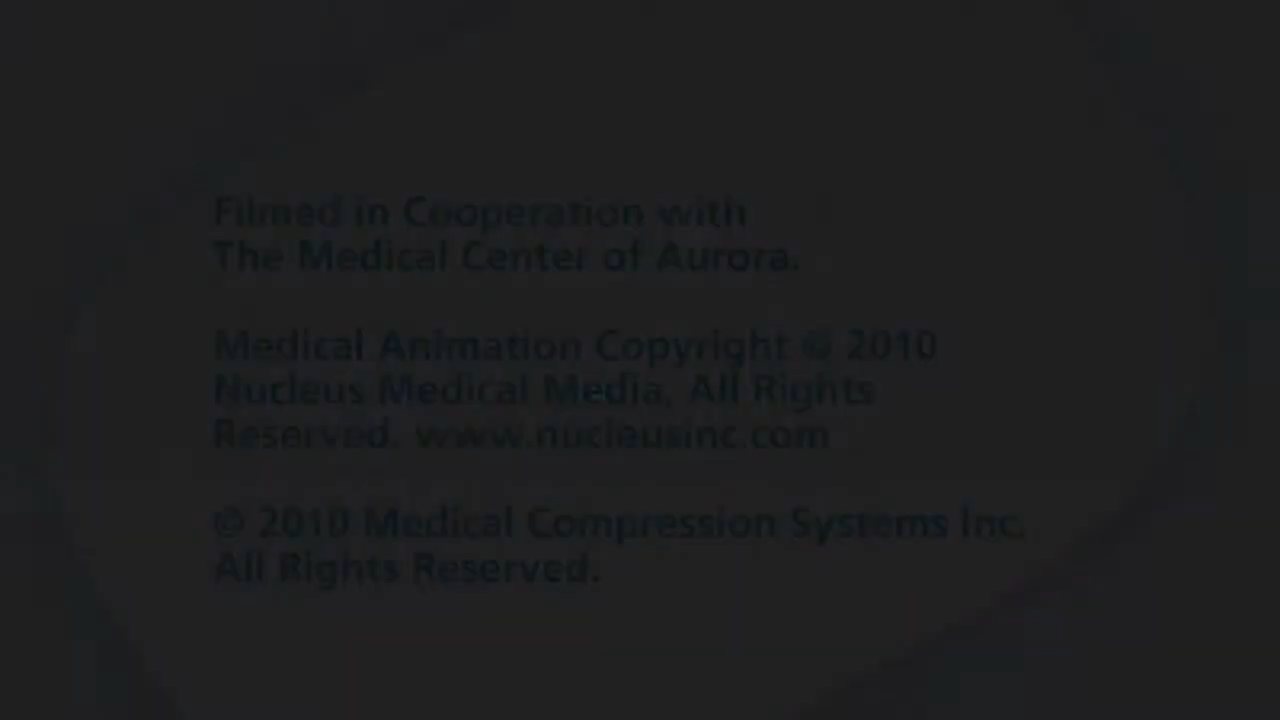 Filmed in Cooperation with
The Medical Center of Aurora.
Medical Animation Copyright © 2010
Nucleus Medical Media, All Rights
Reserved. www.nucleusinc.com
© 2010 Medical Compression Systems Inc.
All Rights Reserved.